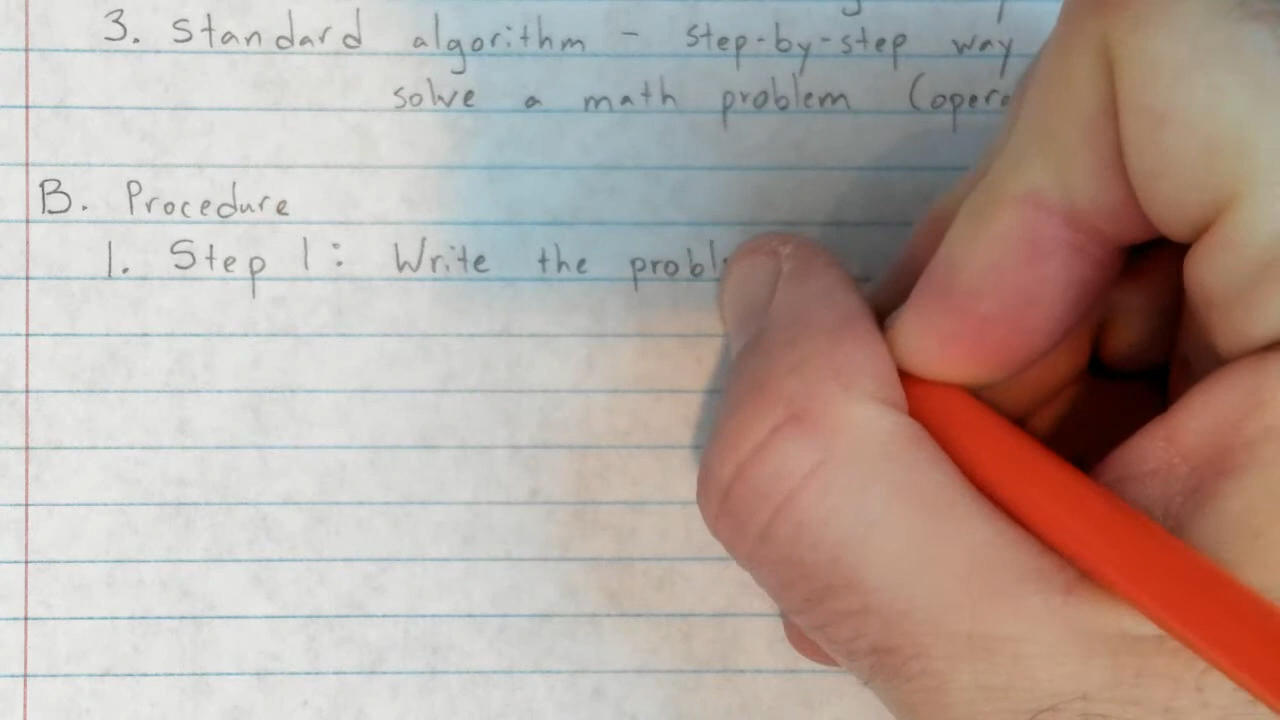 3. Standard algorithm - step-by-step way
solve a math problem
B. Procedure
1. Step 1: Write the